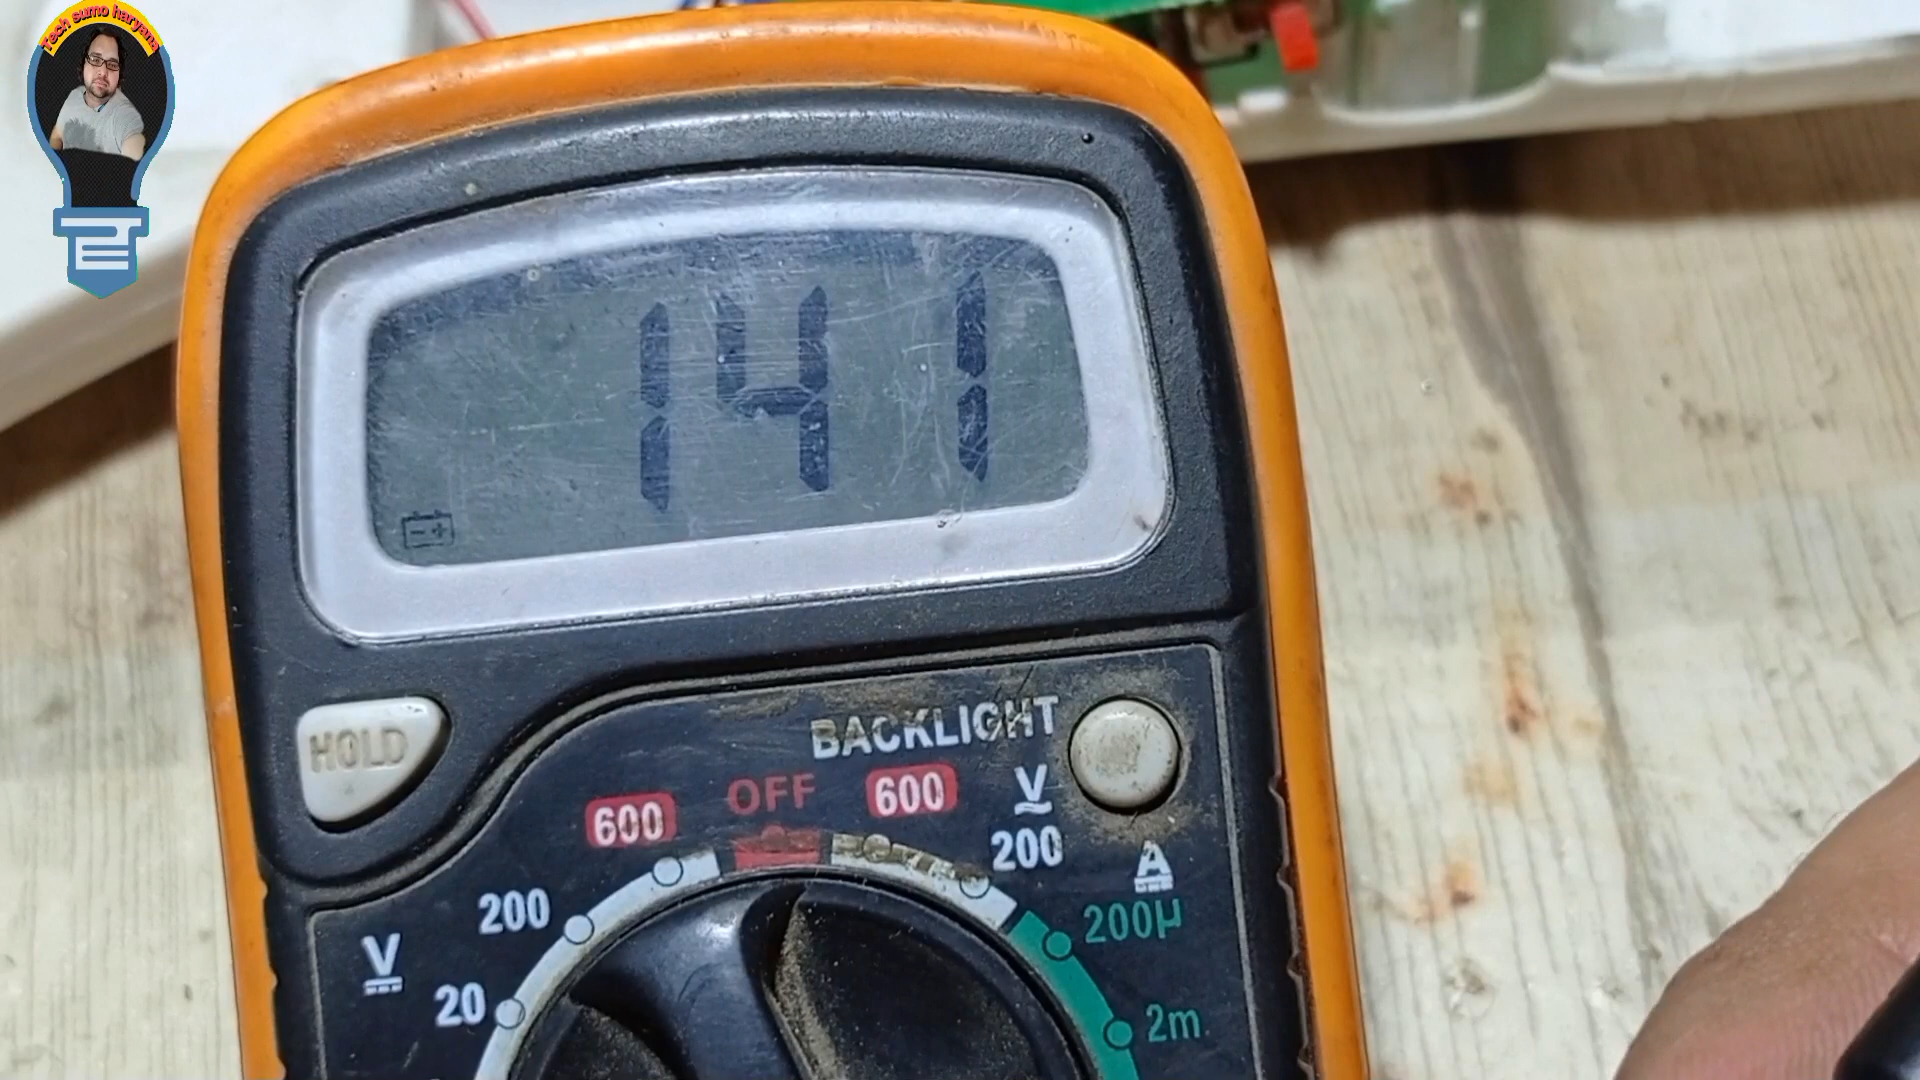 Tech sumo haryana
141
HOLD
BACKLIGHT
600 OFF 600 V
200 200 A
V 200µ
20 2m